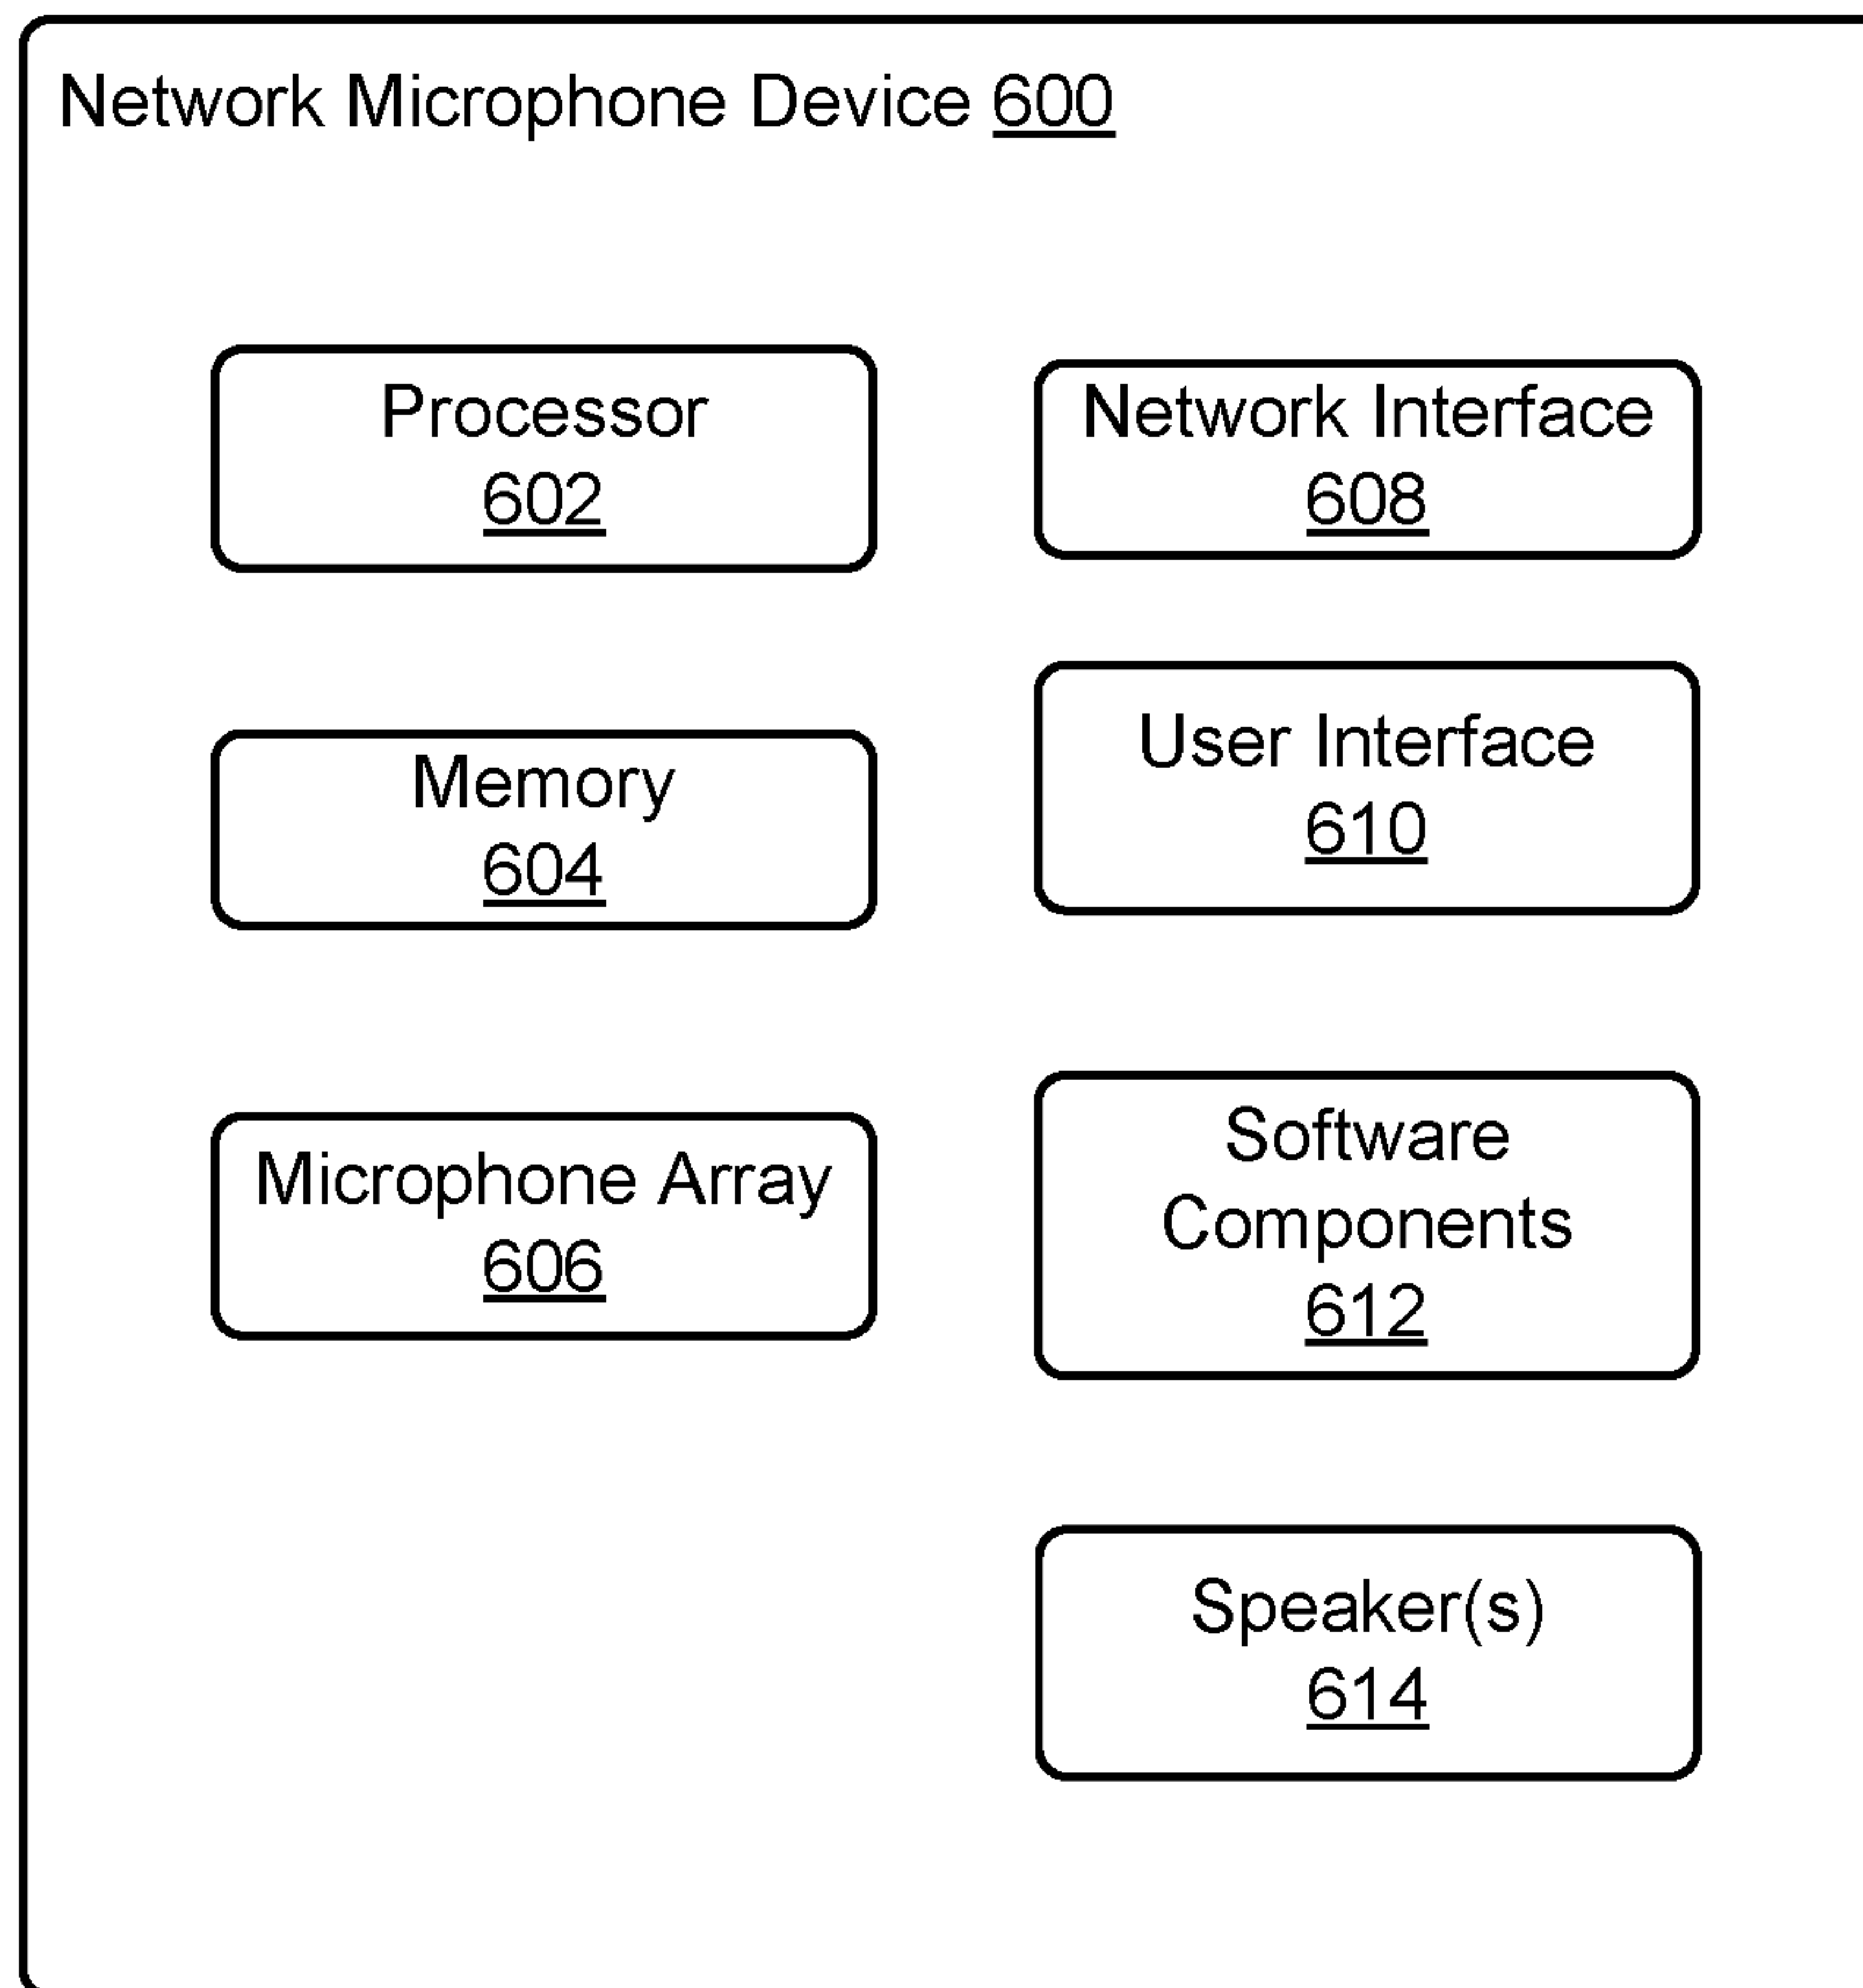 Network Microphone Device 600
Processor
602
Memory
604
Microphone Array
606
Network Interface
608
User Interface
610
Software
Components
612
Speaker(s)
614